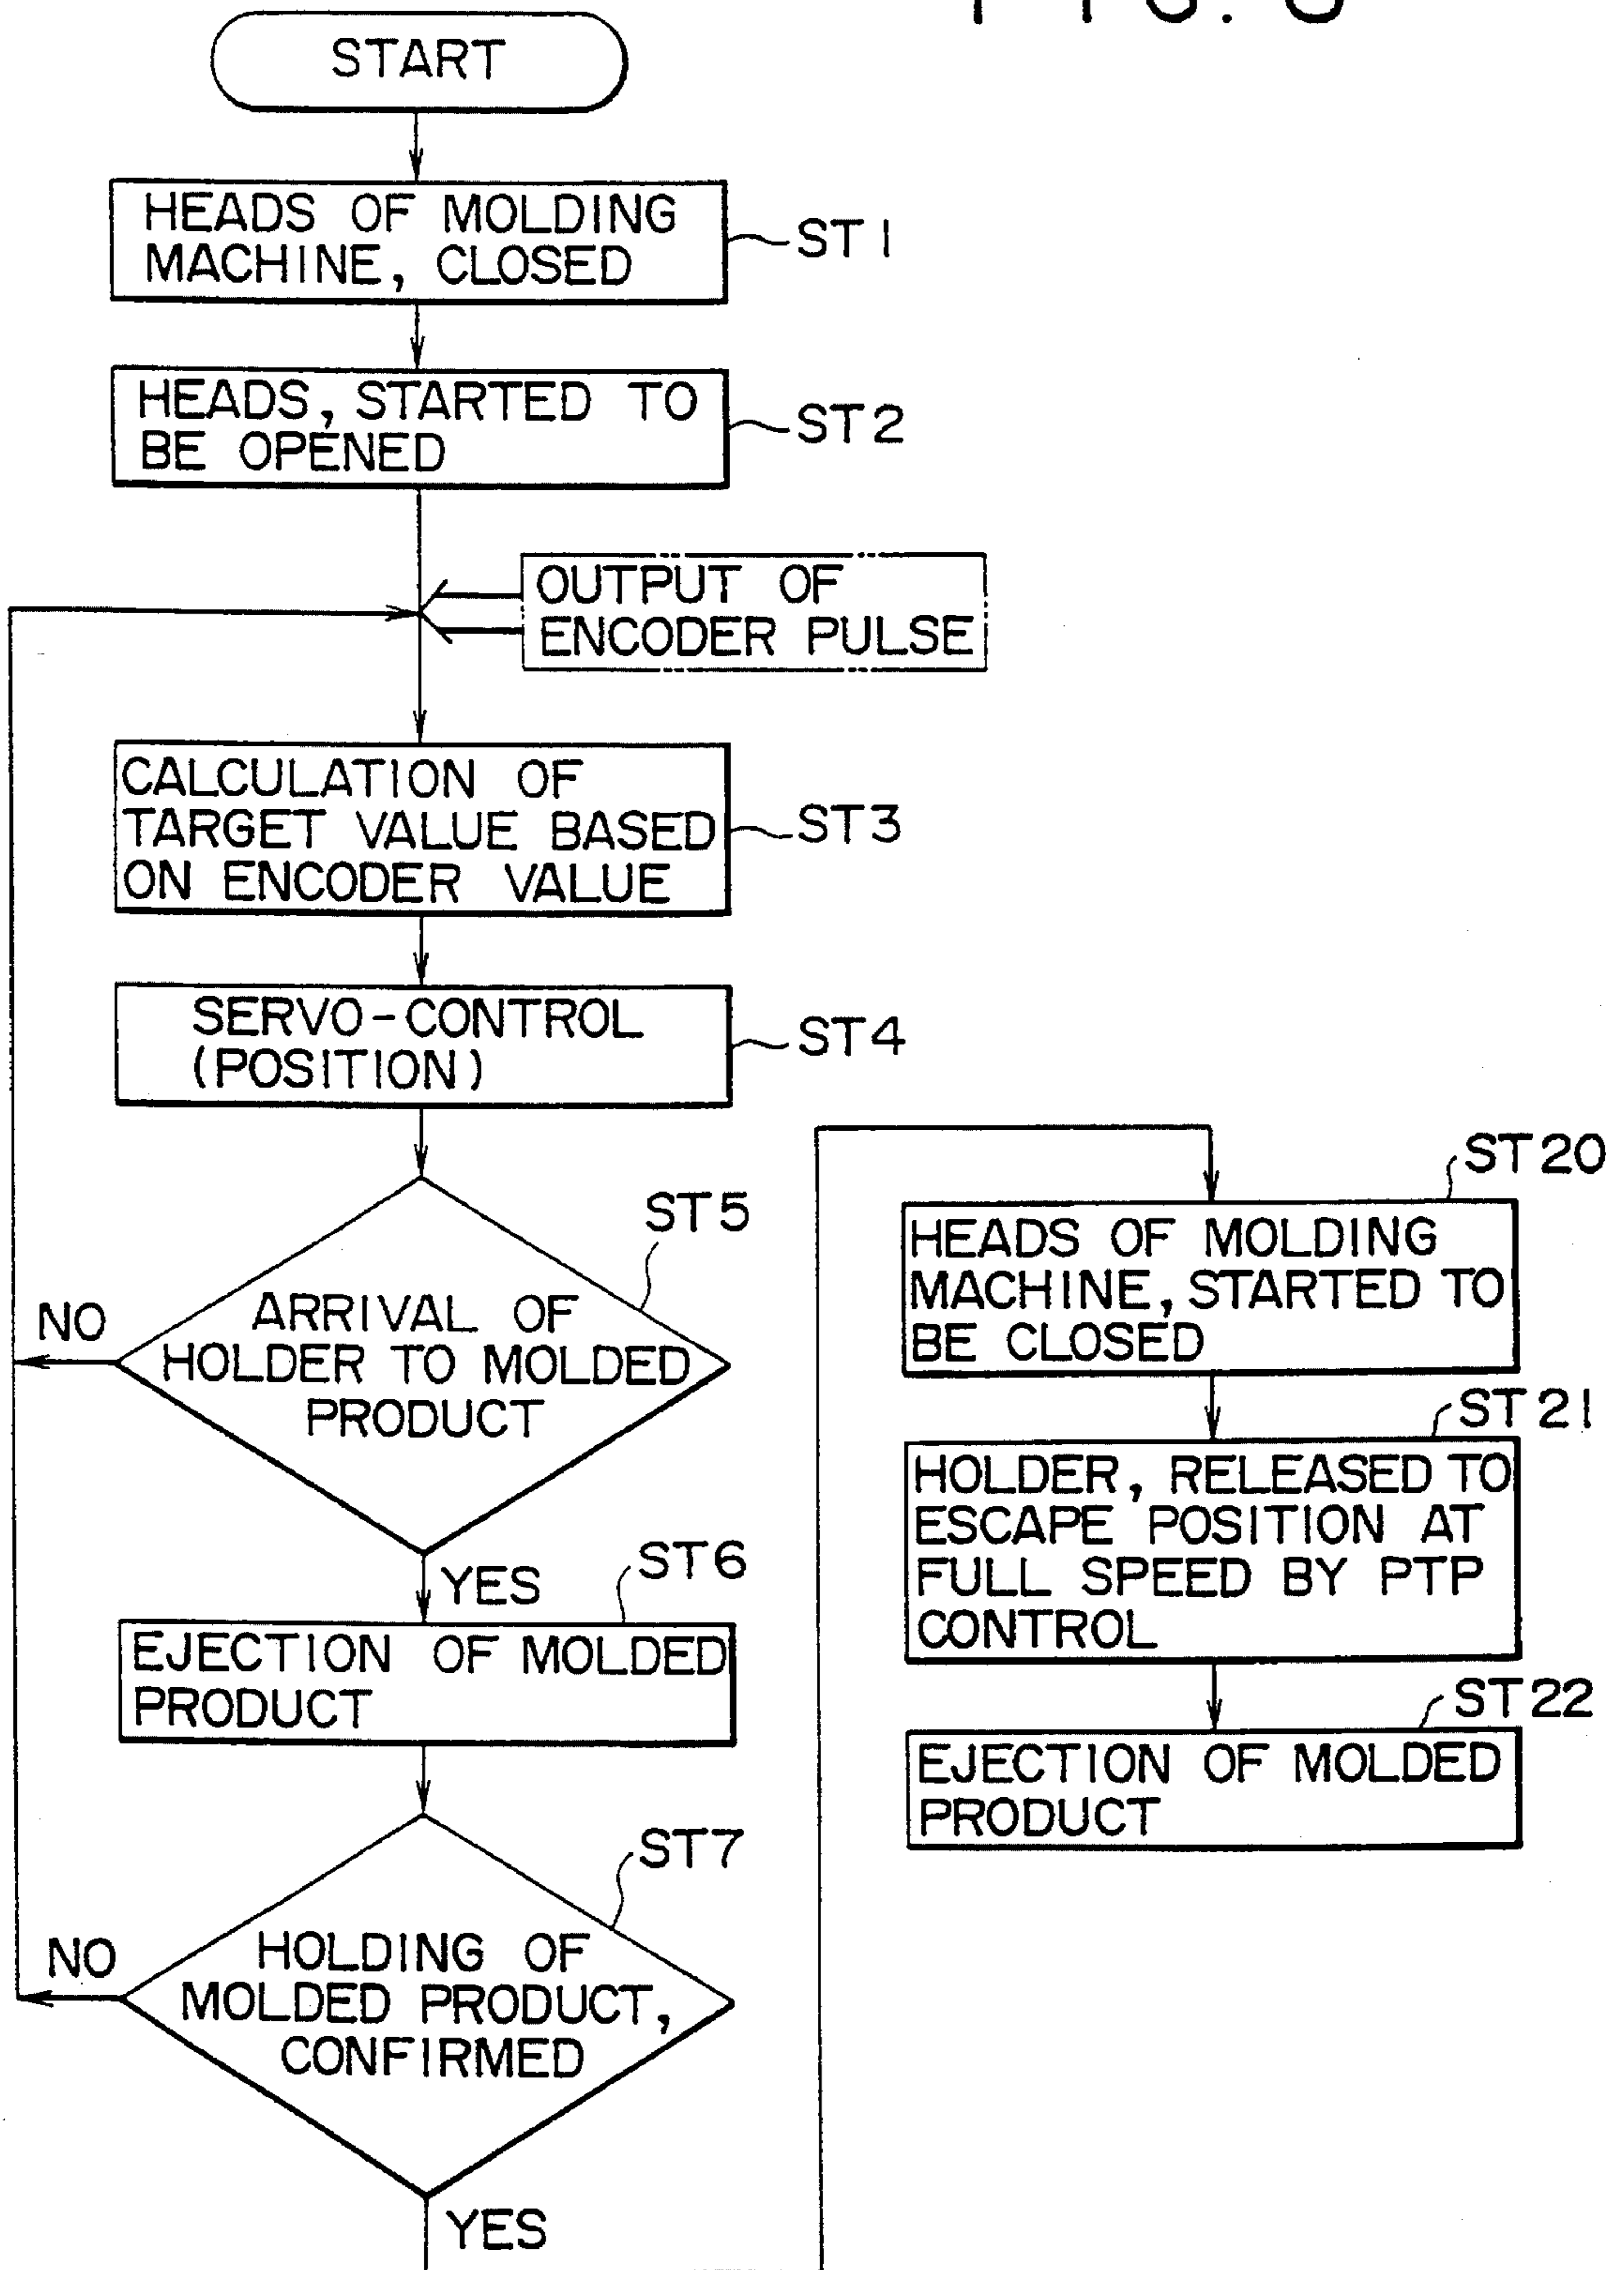 START
HEADS OF MOLDING
MACHINE, CLOSED
ST1
HEADS, STARTED TO
BE OPENED
ST2
OUTPUT OF
ENCODER PULSE
CALCULATION OF
TARGET VALUE BASED
ON ENCODER VALUE
ST3
SERVO-CONTROL
(POSITION)
ST4
ST5
ARRIVAL OF
HOLDER TO MOLDED
PRODUCT
NO
YES
ST6
EJECTION OF MOLDED
PRODUCT
ST7
HOLDING OF
MOLDED PRODUCT,
CONFIRMED
NO
YES
ST20
HEADS OF MOLDING
MACHINE, STARTED TO
BE CLOSED
ST21
HOLDER, RELEASED TO
ESCAPE POSITION AT
FULL SPEED BY PTP
CONTROL
ST22
EJECTION OF MOLDED
PRODUCT